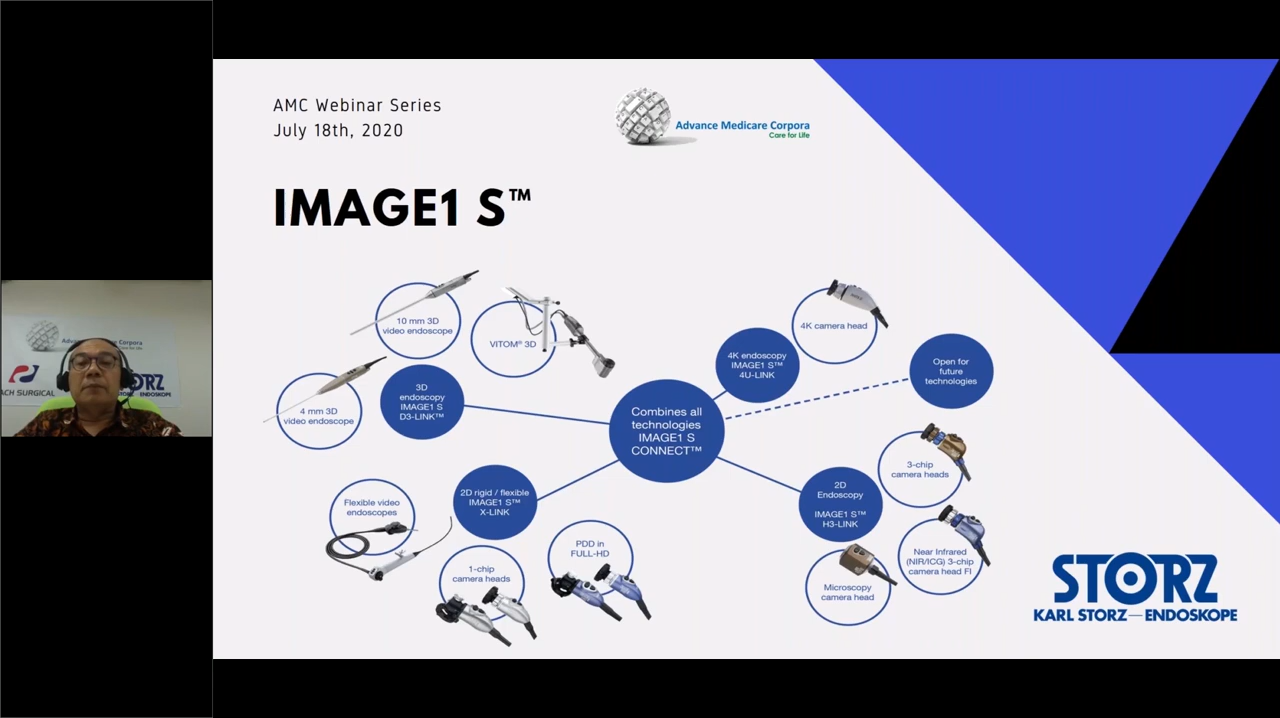 AMC Webinar Series
July 18th, 2020
Advance Medicare Corpora
Care for Life
IMAGE1 S™
10 mm 3D
video endoscope
VITOM® 3D
4 mm 3D
video endoscope
3D
endoscopy
IMAGE1 S
D3-LINK™
4K endoscopy
IMAGE1 S™
4U-LINK
4K camera head
Open for
future
technologies
Combines all
technologies
IMAGE1 S
CONNECT™
Flexible video
endoscopes
2D rigid / flexible
IMAGE1 S™
X-LINK
1-chip
camera heads
PDD in
FULL-HD
2D
Endoscopy
IMAGE1 S™
H3-LINK
3-chip
camera heads
Near Infrared
(NIR/ICG) 3-chip
camera head FI
Microscopy
camera head
STORZ
KARL STORZ—ENDOSKOPE
Advance Medicare Corpora
SURGICAL